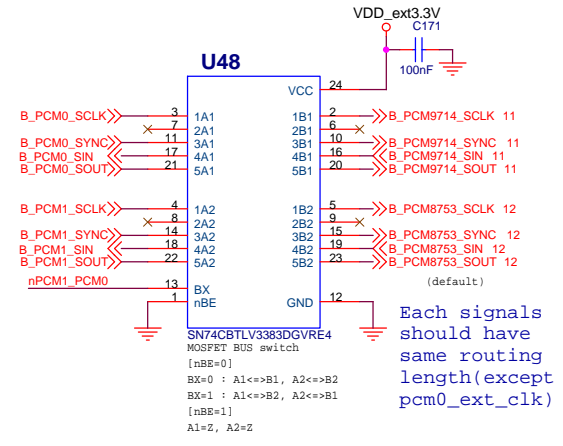 VDD_ext3.3V
C171
100nF
U48
VCC 24
B_PCM0_SCLK 3 1A1 1B1 2 B_PCM9714_SCLK 11
7 2A1 2B1 6
B_PCM0_SYNC 11 3A1 3B1 10 B_PCM9714_SYNC 11
B_PCM0_SIN 17 4A1 4B1 16 B_PCM9714_SIN 11
B_PCM0_SOUT 21 5A1 5B1 20 B_PCM9714_SOUT 11
B_PCM1_SCLK 4 1A2 1B2 5 B_PCM8753_SCLK 12
8 2A2 2B2 9
B_PCM1_SYNC 14 3A2 3B2 15 B_PCM8753_SYNC 12
B_PCM1_SIN 18 4A2 4B2 19 B_PCM8753_SIN 12
B_PCM1_SOUT 22 5A2 5B2 23 B_PCM8753_SOUT 12
(default)
nPCM1_PCM0 13 BX
1 nBE GND 12
SN74CBTLV3383DGVRE4
MOSFET BUS switch
[nBE=0]
BX=0 : A1<=>B1, A2<=>B2
BX=1 : A1<=>B2, A2<=>B1
[nBE=1]
A1=Z, A2=Z
Each signals
should have
same routing
length(except
pcm0_ext_clk)